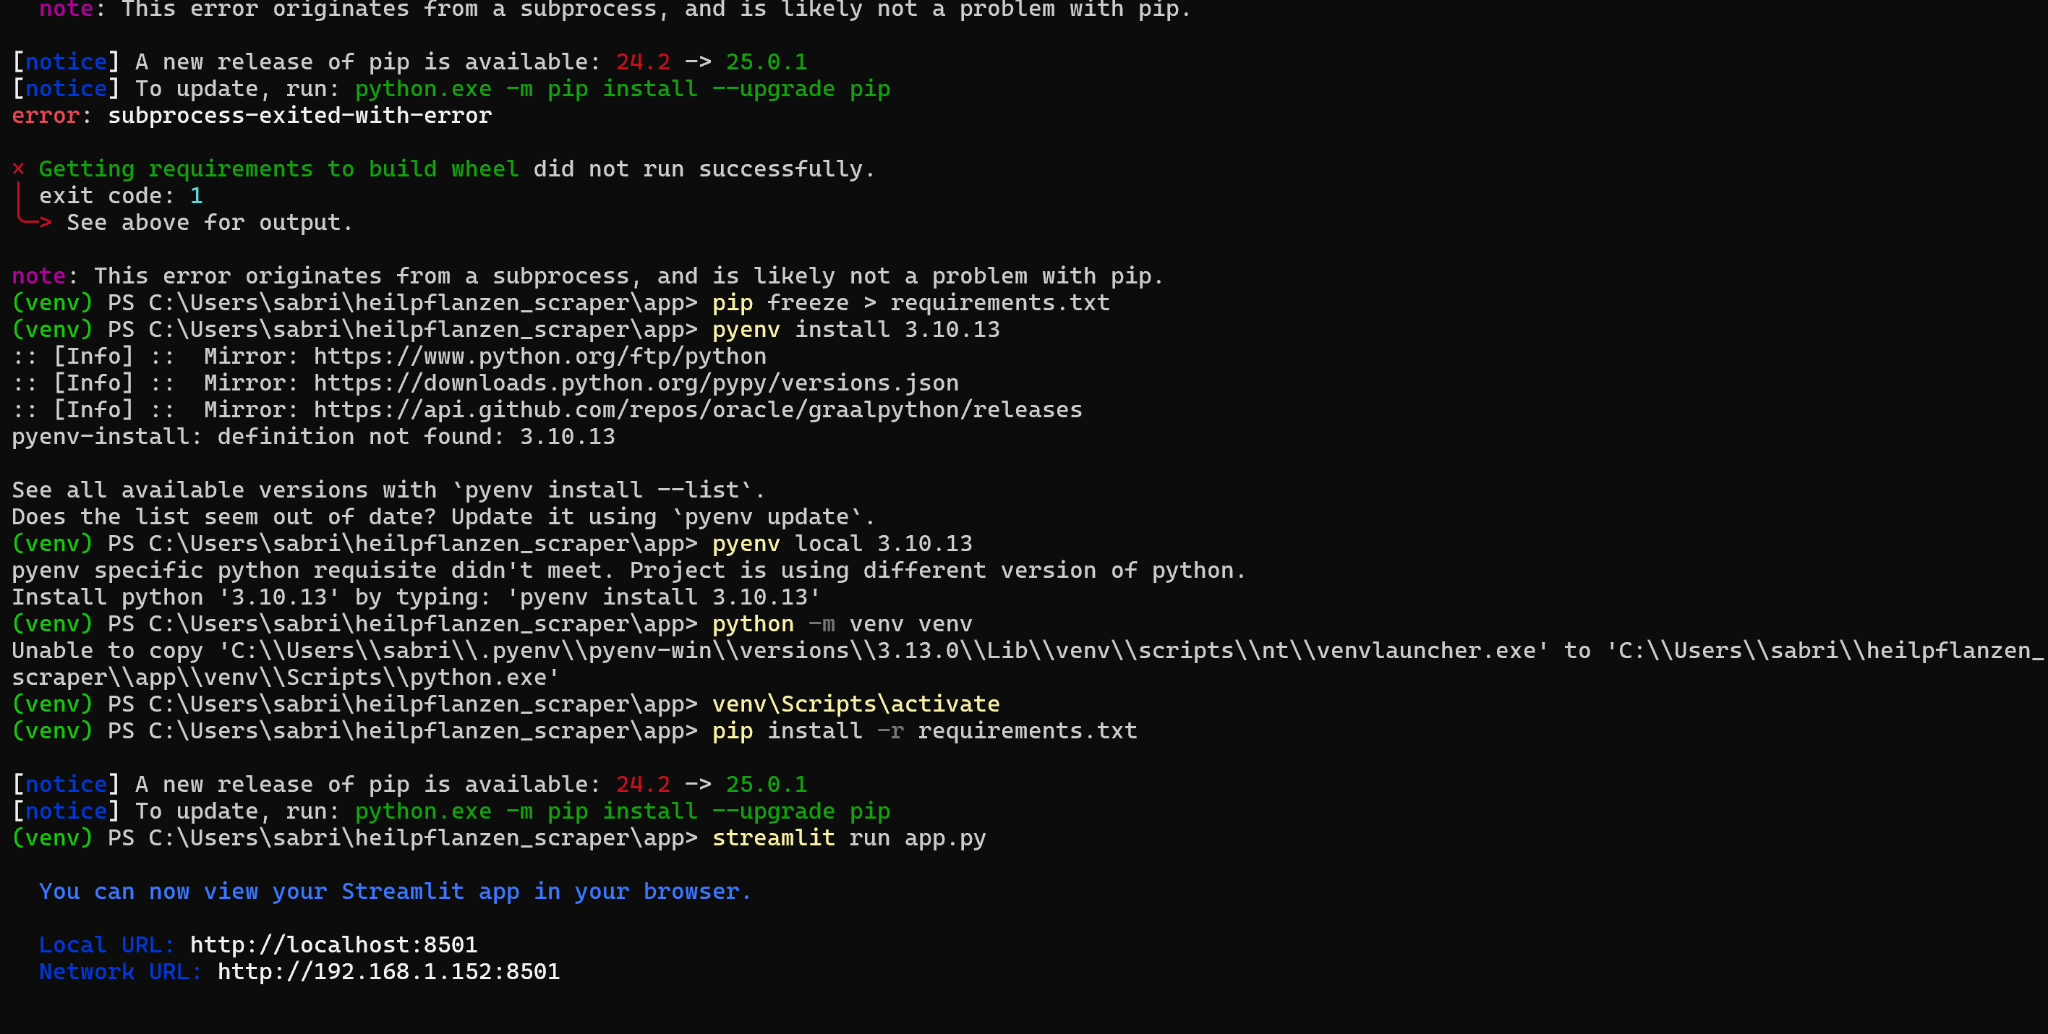 note: This error originates from a subprocess, and is likely not a problem with pip.
[notice] A new release of pip is available: 24.2 -> 25.0.1
[notice] To update, run: python.exe -m pip install --upgrade pip
error: subprocess-exited-with-error
× Getting requirements to build wheel did not run successfully.
│ exit code: 1
╰─> See above for output.
note: This error originates from a subprocess, and is likely not a problem with pip.
(venv) PS C:\Users\sabri\heilpflanzen_scraper\app> pip freeze > requirements.txt
(venv) PS C:\Users\sabri\heilpflanzen_scraper\app> pyenv install 3.10.13
:: [Info] ::  Mirror: https://www.python.org/ftp/python
:: [Info] ::  Mirror: https://downloads.python.org/pypy/versions.json
:: [Info] ::  Mirror: https://api.github.com/repos/oracle/graalpython/releases
pyenv-install: definition not found: 3.10.13
See all available versions with `pyenv install --list`.
Does the list seem out of date? Update it using `pyenv update`.
(venv) PS C:\Users\sabri\heilpflanzen_scraper\app> pyenv local 3.10.13
pyenv specific python requisite didn't meet. Project is using different version of python.
Install python '3.10.13' by typing: 'pyenv install 3.10.13'
(venv) PS C:\Users\sabri\heilpflanzen_scraper\app> python -m venv venv
Unable to copy 'C:\\Users\\sabri\\.pyenv\\pyenv-win\\versions\\3.13.0\\Lib\\venv\\scripts\\nt\\venvlauncher.exe' to 'C:\\Users\\sabri\\heilpflanzen_
scraper\\app\\venv\\Scripts\\python.exe'
(venv) PS C:\Users\sabri\heilpflanzen_scraper\app> venv\Scripts\activate
(venv) PS C:\Users\sabri\heilpflanzen_scraper\app> pip install -r requirements.txt
[notice] A new release of pip is available: 24.2 -> 25.0.1
[notice] To update, run: python.exe -m pip install --upgrade pip
(venv) PS C:\Users\sabri\heilpflanzen_scraper\app> streamlit run app.py
You can now view your Streamlit app in your browser.
Local URL: http://localhost:8501
Network URL: http://192.168.1.152:8501